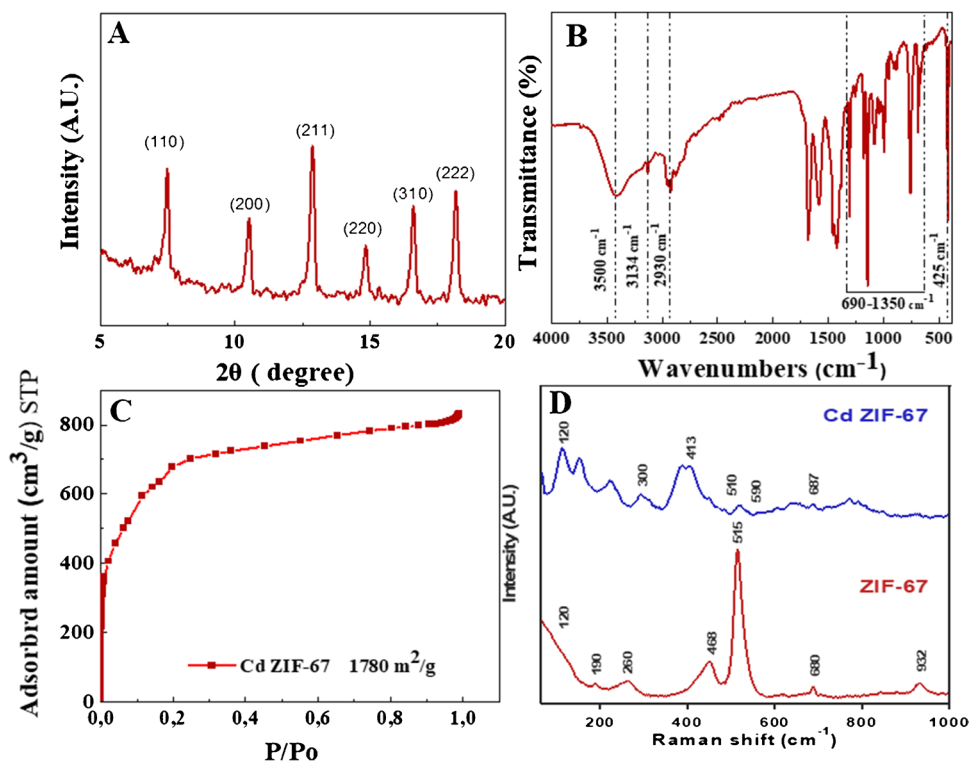 A
Intensity (A.U.)
(110)
(200)
(211)
(220)
(310)
(222)
5
10
15
20
2θ ( degree)
B
Transmittance (%)
3500 cm⁻¹
3134 cm⁻¹
2930 cm⁻¹
690-1350 cm⁻¹
425 cm⁻¹
4000 3500 3000 2500 2000 1500 1000 500
Wavenumbers (cm⁻¹)
C
Adsorbrd amount (cm³/g) STP
800
600
400
200
0
Cd ZIF-67 1780 m²/g
0,0 0,2 0,4 0,6 0,8 1,0
P/Po
D
Intensity (A.U.)
Cd ZIF-67
120
300
413
510
590
687
ZIF-67
120
190
260
468
515
680
932
200 400 600 800 1000
Raman shift (cm⁻¹)